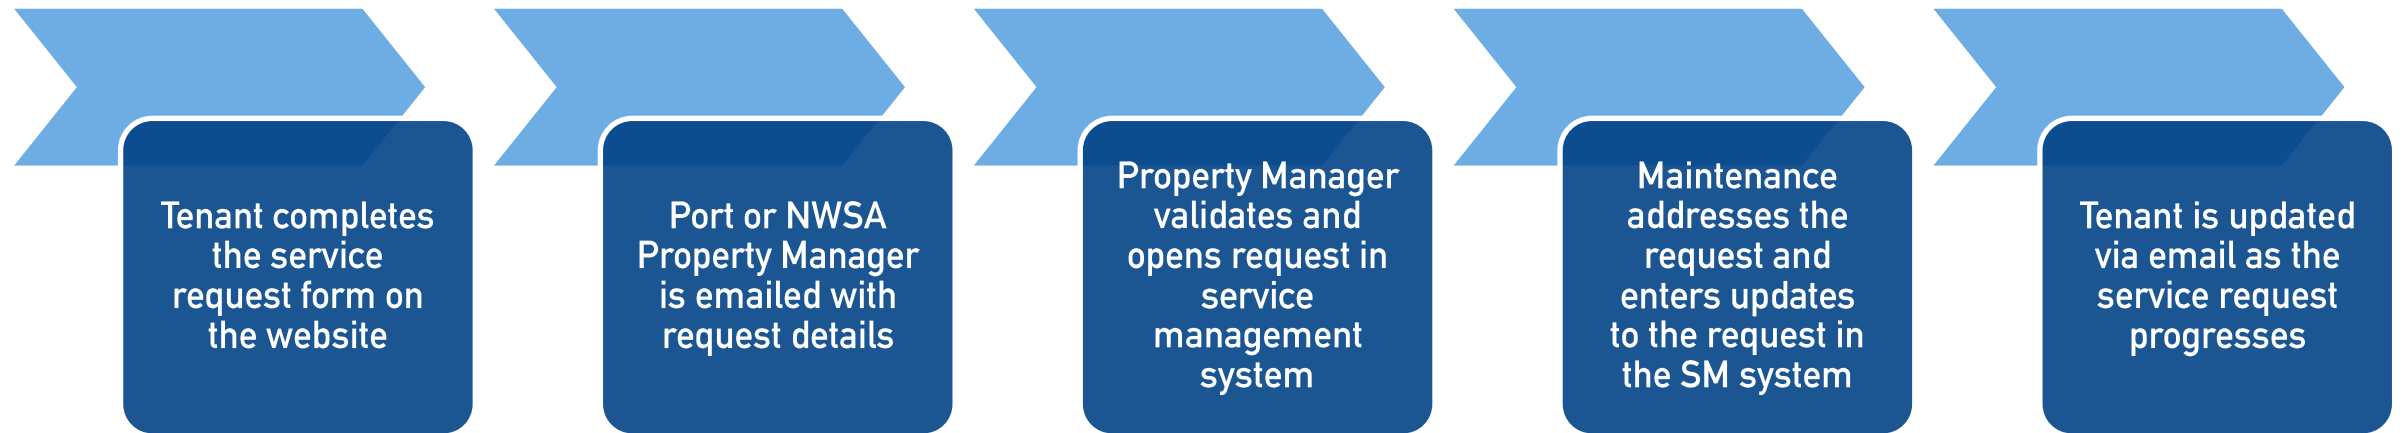 Tenant completes
the service
request form on
the website
Port or NWSA
Property Manager
is emailed with
request details
Property Manager
validates and
opens request in
service
management
system
Maintenance
addresses the
request and
enters updates
to the request in
the SM system
Tenant is updated
via email as the
service request
progresses